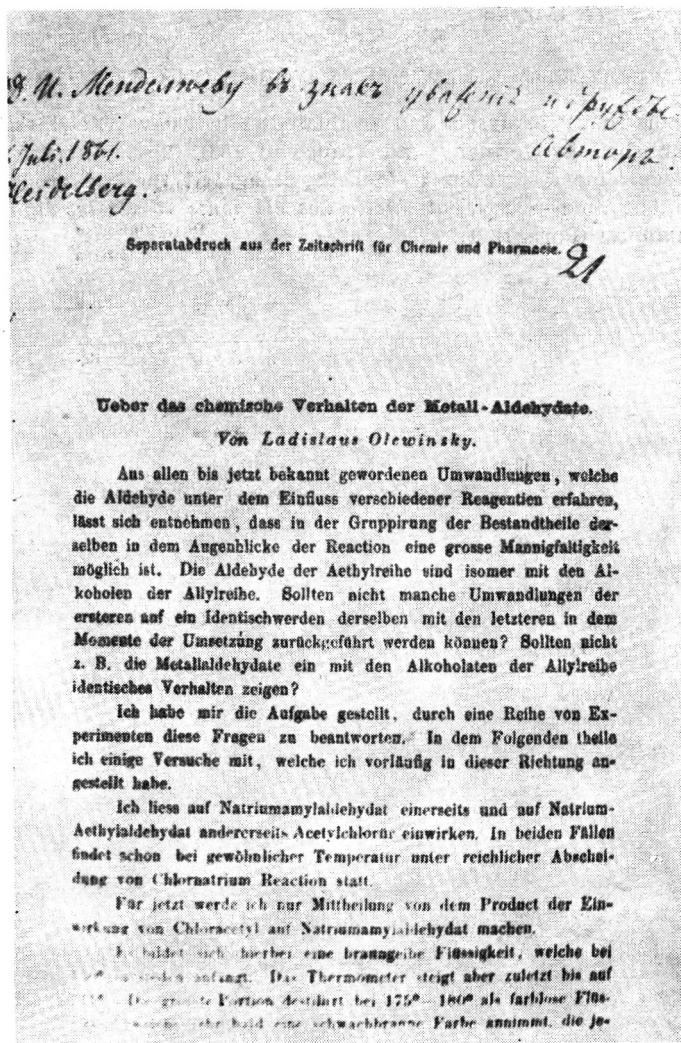 Д. И. Менделееву въ знакъ уваженія и дружбы
Авторъ.
Juli. 1861.
Heidelberg.
Separatabdruck aus der Zeitschrift für Chemie und Pharmacie.
21
Ueber das chemische Verhalten der Metall-Aldehydate.
Von Ladislaus Olewinsky.
Aus allen bis jetzt bekannt gewordenen Umwandlungen, welche
die Aldehyde unter dem Einfluss verschiedener Reagentien erfahren,
lässt sich entnehmen, dass in der Gruppirung der Bestandtheile der-
selben in dem Augenblicke der Reaction eine grosse Mannigfaltigkeit
möglich ist. Die Aldehyde der Aethylreihe sind isomer mit den Al-
koholen der Allylreihe. Sollten nicht manche Umwandlungen der
ersteren auf ein Identischwerden derselben mit den letzteren in dem
Momente der Umsetzung zurückgeführt werden können? Sollten nicht
z. B. die Metallaldehydate ein mit den Alkoholaten der Allylreihe
identisches Verhalten zeigen?
Ich habe mir die Aufgabe gestellt, durch eine Reihe von Ex-
perimenten diese Fragen zu beantworten. In dem Folgenden theile
ich einige Versuche mit, welche ich vorläufig in dieser Richtung an-
gestellt habe.
Ich liess auf Natriumamylaldehydat einerseits und auf Natrium-
Aethylaldehydat andererseits Acetylchlorür einwirken. In beiden Fällen
findet schon bei gewöhnlicher Temperatur unter reichlicher Abschei-
dung von Chlornatrium Reaction statt.
Für jetzt werde ich nur Mittheilung von dem Product der Ein-
wirkung von Chloracetyl auf Natriumamylaldehydat machen.
Es bildet sich hierbei eine braungelbe Flüssigkeit, welche bei
sieden anfängt. Das Thermometer steigt aber zuletzt bis auf
Die grösste Portion destillirt bei 175°—180° als farblose Flüs-
sehr bald eine schwachbraune Farbe annimmt, die je-